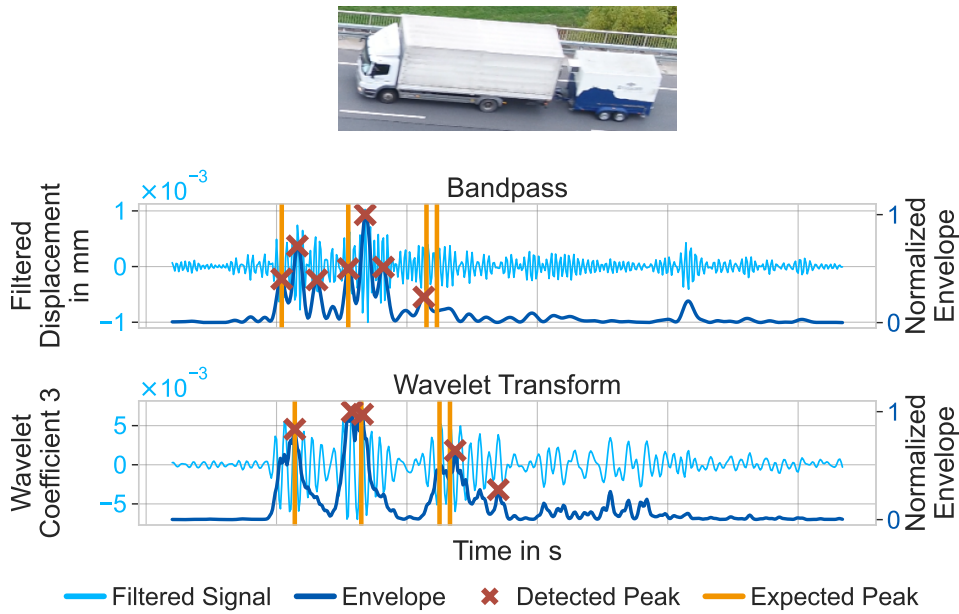 ×10⁻³
Bandpass
Filtered
Displacement
in mm
1
0
−1
1
0
Normalized
Envelope
×10⁻³
Wavelet Transform
Wavelet
Coefficient 3
5
0
−5
1
0
Normalized
Envelope
Time in s
Filtered Signal
Envelope
Detected Peak
Expected Peak